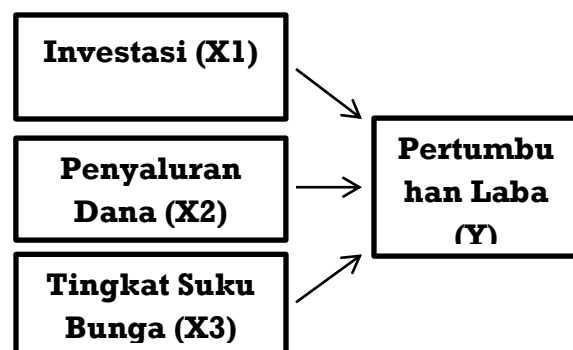 Investasi (X1)
Penyaluran
Dana (X2)
Tingkat Suku
Bunga (X3)
Pertumbu
han Laba
(Y)